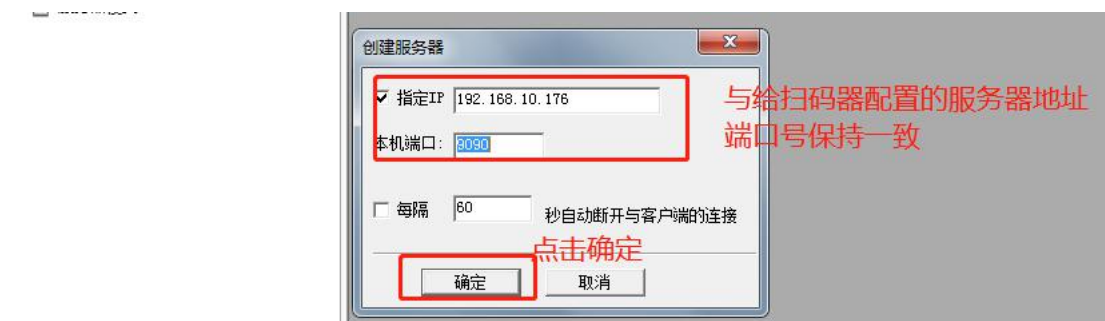 创建服务器
指定IP 192.168.10.176
与给扫码器配置的服务器地址
本机端口: 9090
端口号保持一致
每隔 60 秒自动断开与客户端的连接
点击确定
确定 取消